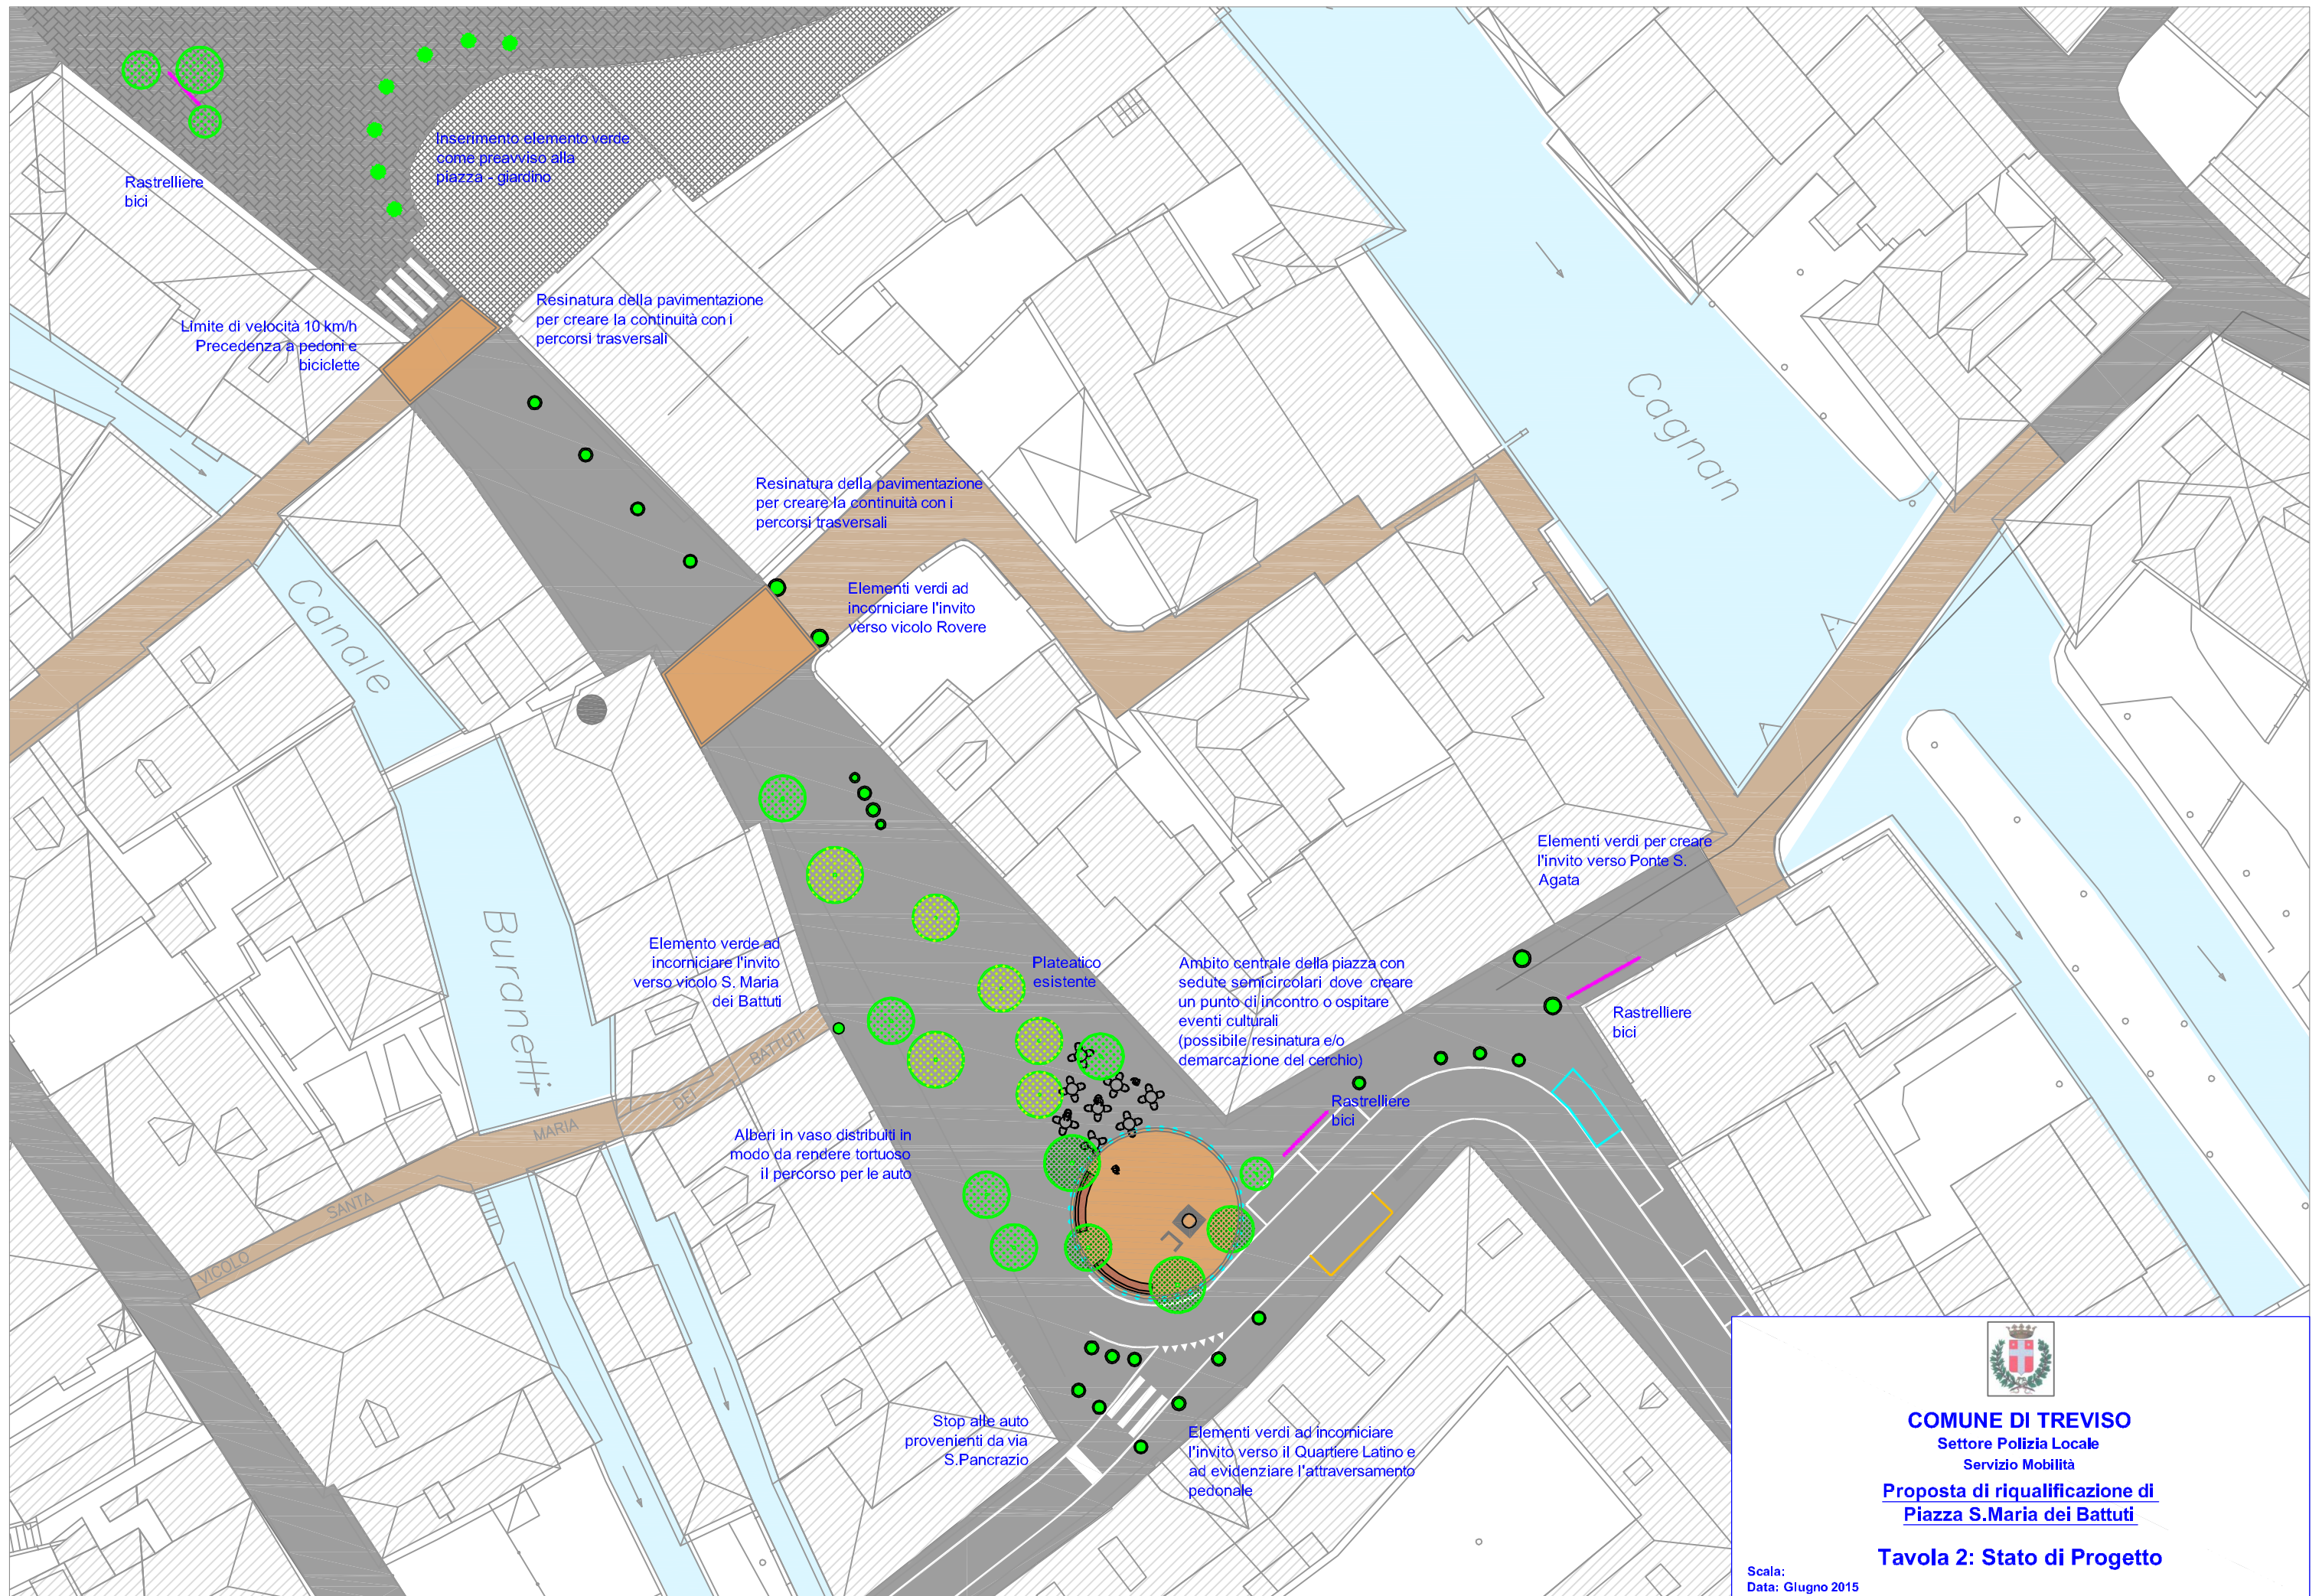 Inserimento elemento verde
come preavviso alla
piazza - giardino
Rastrelliere
bici
Resinatura della pavimentazione
per creare la continuità con i
percorsi trasversali
Limite di velocità 10 km/h
Precedenza a pedoni e
biciclette
Cagnan
Resinatura della pavimentazione
per creare la continuità con i
percorsi trasversali
Canale
Elementi verdi ad
incorniciare l'invito
verso vicolo Rovere
Elementi verdi per creare
l'invito verso Ponte S.
Agata
Buranelli
Elemento verde ad
incorniciare l'invito
verso vicolo S. Maria
dei Battuti
Plateatico
esistente
Ambito centrale della piazza con
sedute semicircolari dove creare
un punto di incontro o ospitare
eventi culturali
(possibile resinatura e/o
demarcazione del cerchio)
Rastrelliere
bici
Rastrelliere
bici
VICOLO SANTA MARIA DEI BATTUTI
Alberi in vaso distribuiti in
modo da rendere tortuoso
il percorso per le auto
Stop alle auto
provenienti da via
S.Pancrazio
Elementi verdi ad incorniciare
l'invito verso il Quartiere Latino e
ad evidenziare l'attraversamento
pedonale
COMUNE DI TREVISO
Settore Polizia Locale
Servizio Mobilità
Proposta di riqualificazione di
Piazza S.Maria dei Battuti
Tavola 2: Stato di Progetto
Scala:
Data: Giugno 2015